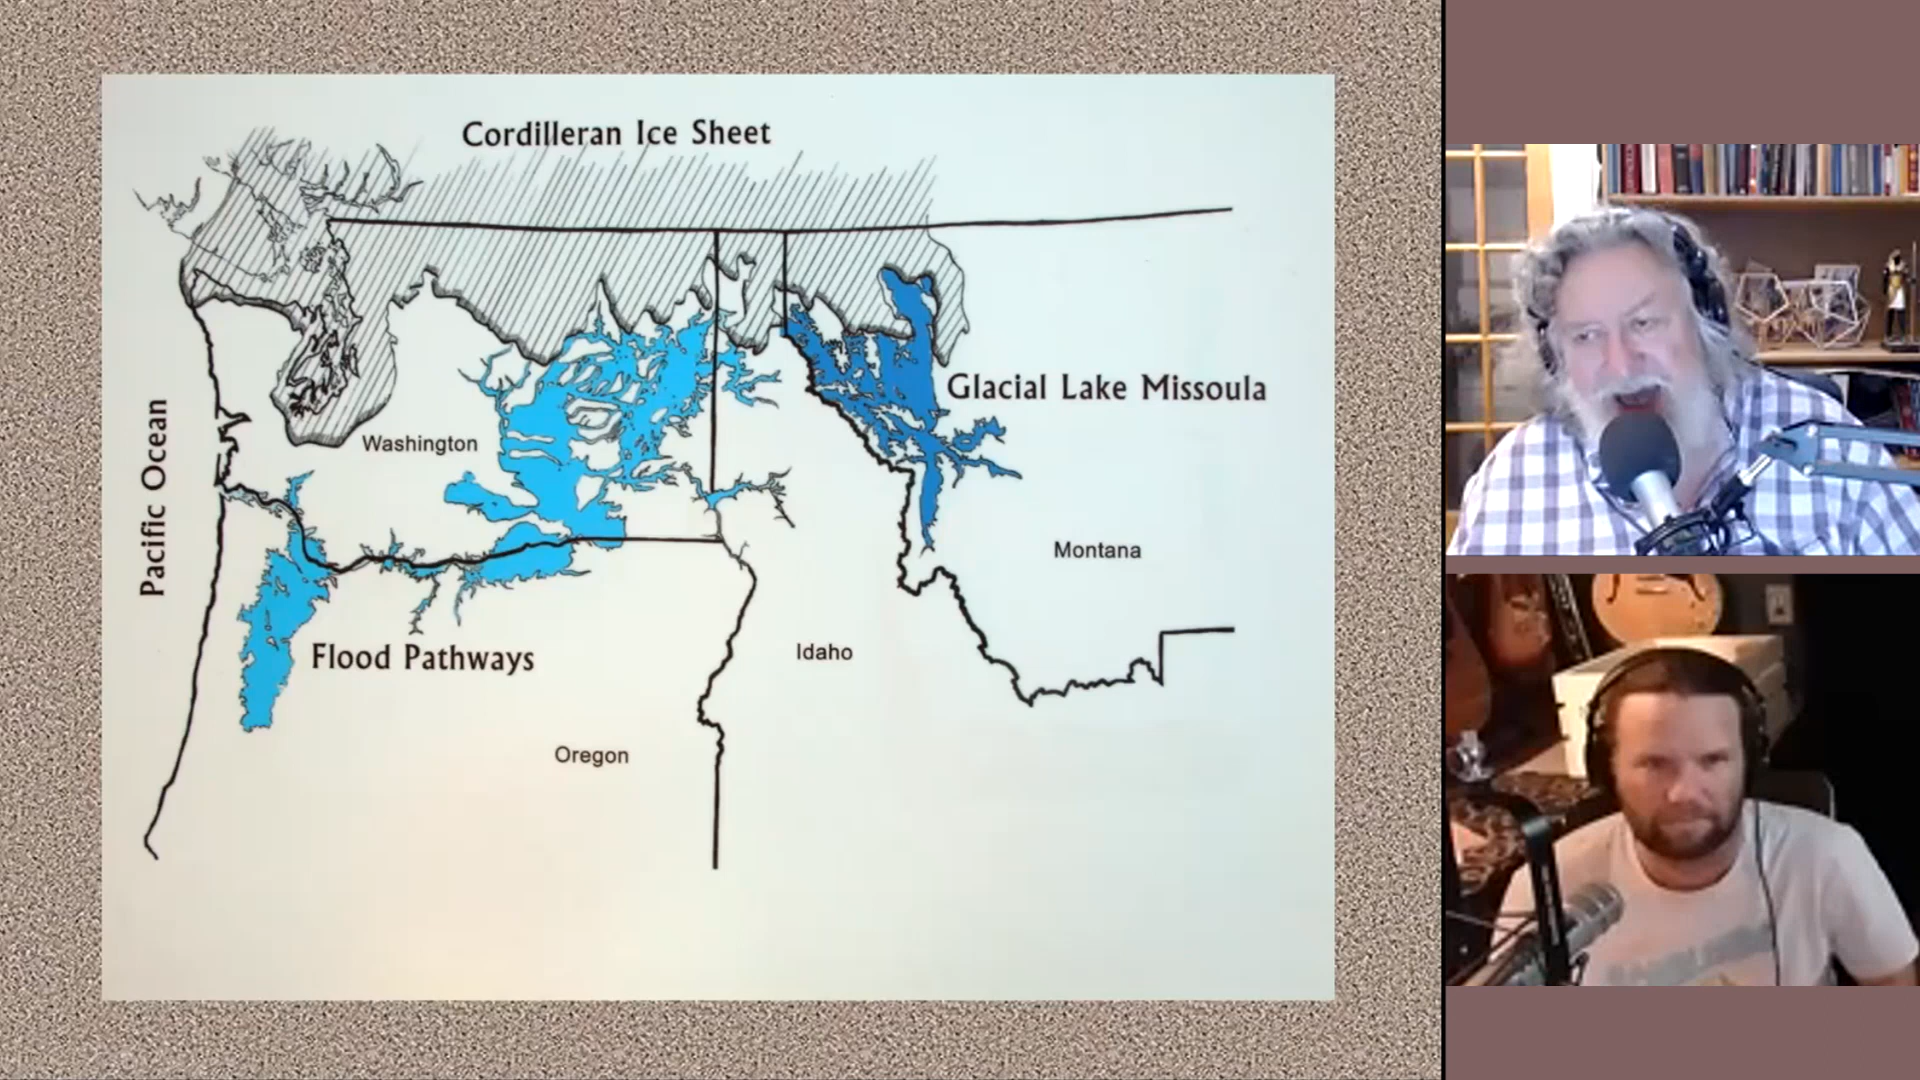 Cordilleran Ice Sheet
Glacial Lake Missoula
Washington
Pacific Ocean
Montana
Flood Pathways
Idaho
Oregon